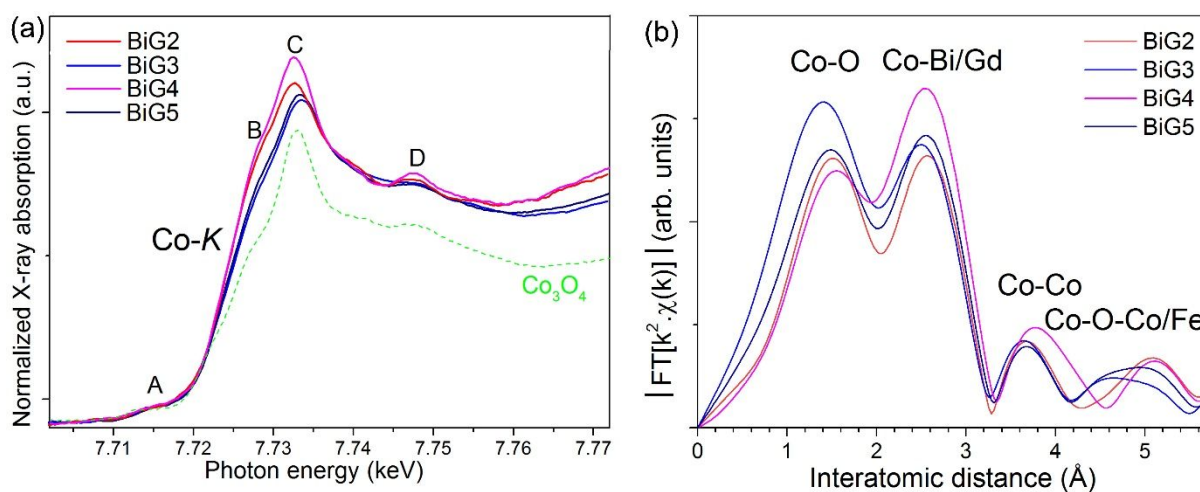 (a)
BiG2
BiG3
BiG4
BiG5
A
B
C
D
Co-K
Co₃O₄
Normalized X-ray absorption (a.u.)
7.71 7.72 7.73 7.74 7.75 7.76 7.77
Photon energy (keV)
(b)
BiG2
BiG3
BiG4
BiG5
Co-O
Co-Bi/Gd
Co-Co
Co-O-Co/Fe
|FT[k².χ(k)]| (arb. units)
0 1 2 3 4 5
Interatomic distance (Å)